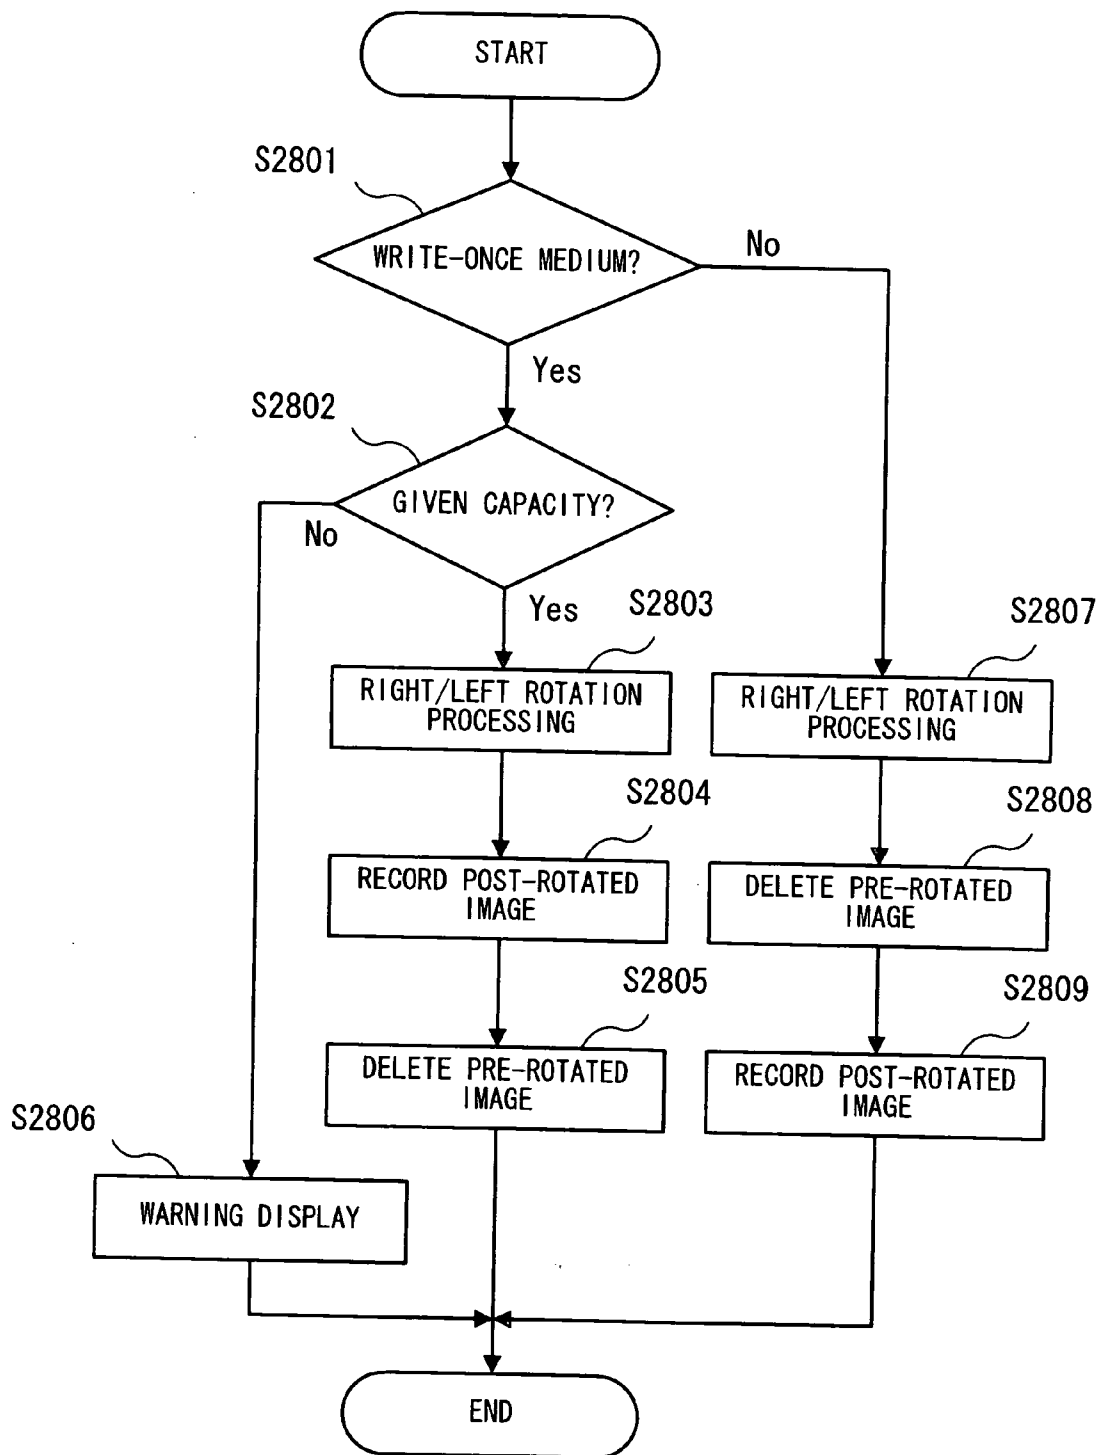 START
S2801
WRITE-ONCE MEDIUM?
No
Yes
S2802
GIVEN CAPACITY?
No
Yes
S2803
RIGHT/LEFT ROTATION
PROCESSING
S2807
RIGHT/LEFT ROTATION
PROCESSING
S2804
RECORD POST-ROTATED
IMAGE
S2808
DELETE PRE-ROTATED
IMAGE
S2805
DELETE PRE-ROTATED
IMAGE
S2809
RECORD POST-ROTATED
IMAGE
S2806
WARNING DISPLAY
END